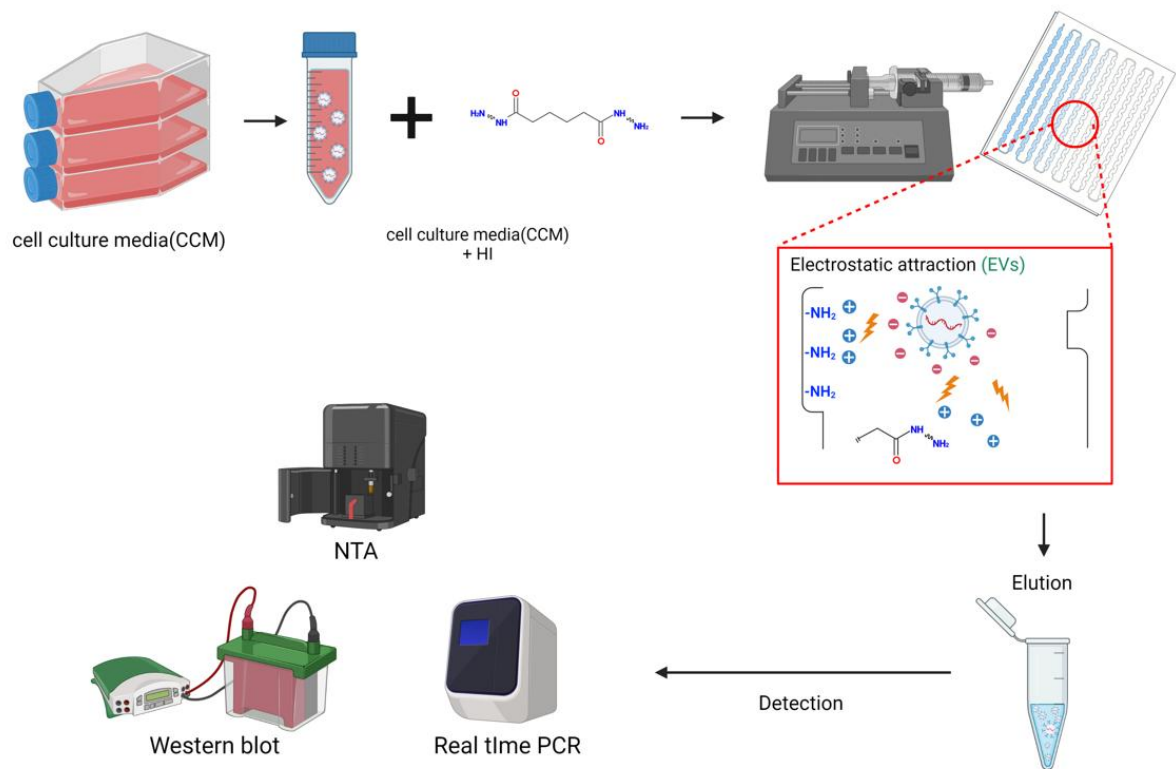 H₂N
NH
O
O
NH
NH₂
cell culture media(CCM)
cell culture media(CCM)
+ HI
Electrostatic attraction (EVs)
-NH₂
-NH₂
-NH₂
NH
NH₂
O
NTA
Elution
Western blot
Real tIme PCR
Detection